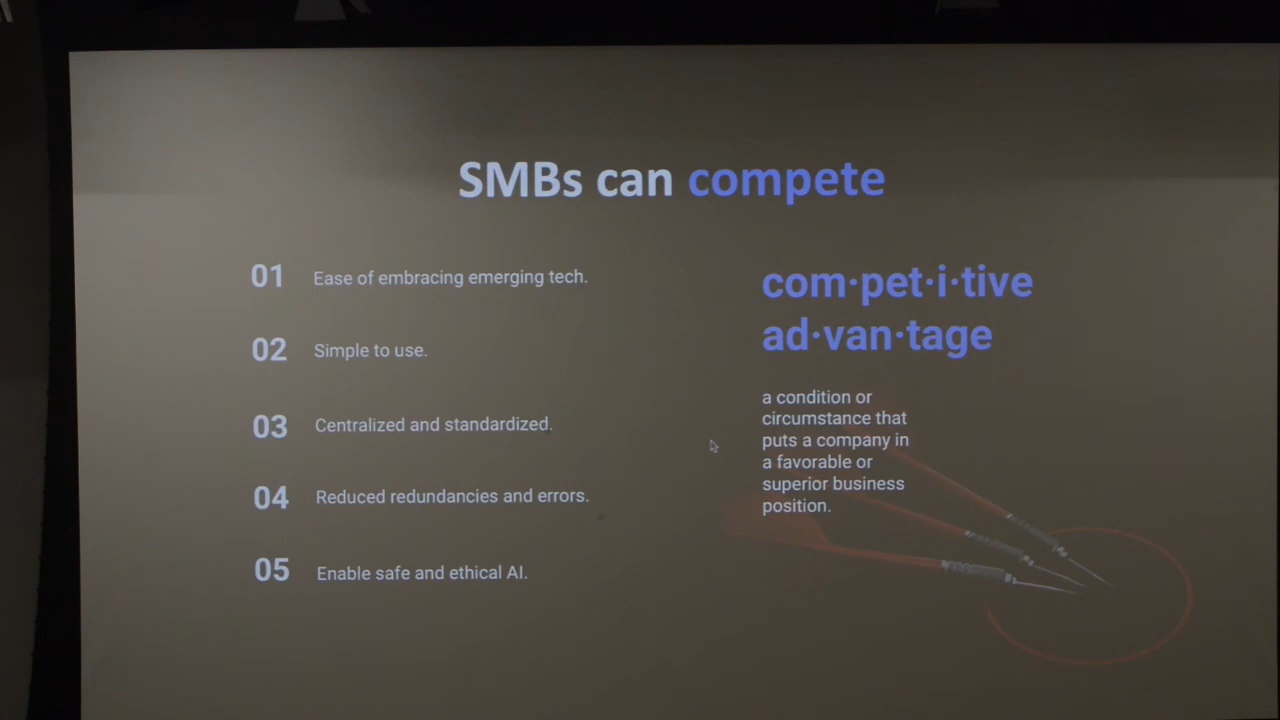 SMBs can compete
01 Ease of embracing emerging tech.
02 Simple to use.
03 Centralized and standardized.
04 Reduced redundancies and errors.
05 Enable safe and ethical AI.
com·pet·i·tive
ad·van·tage
a condition or
circumstance that
puts a company in
a favorable or
superior business
position.